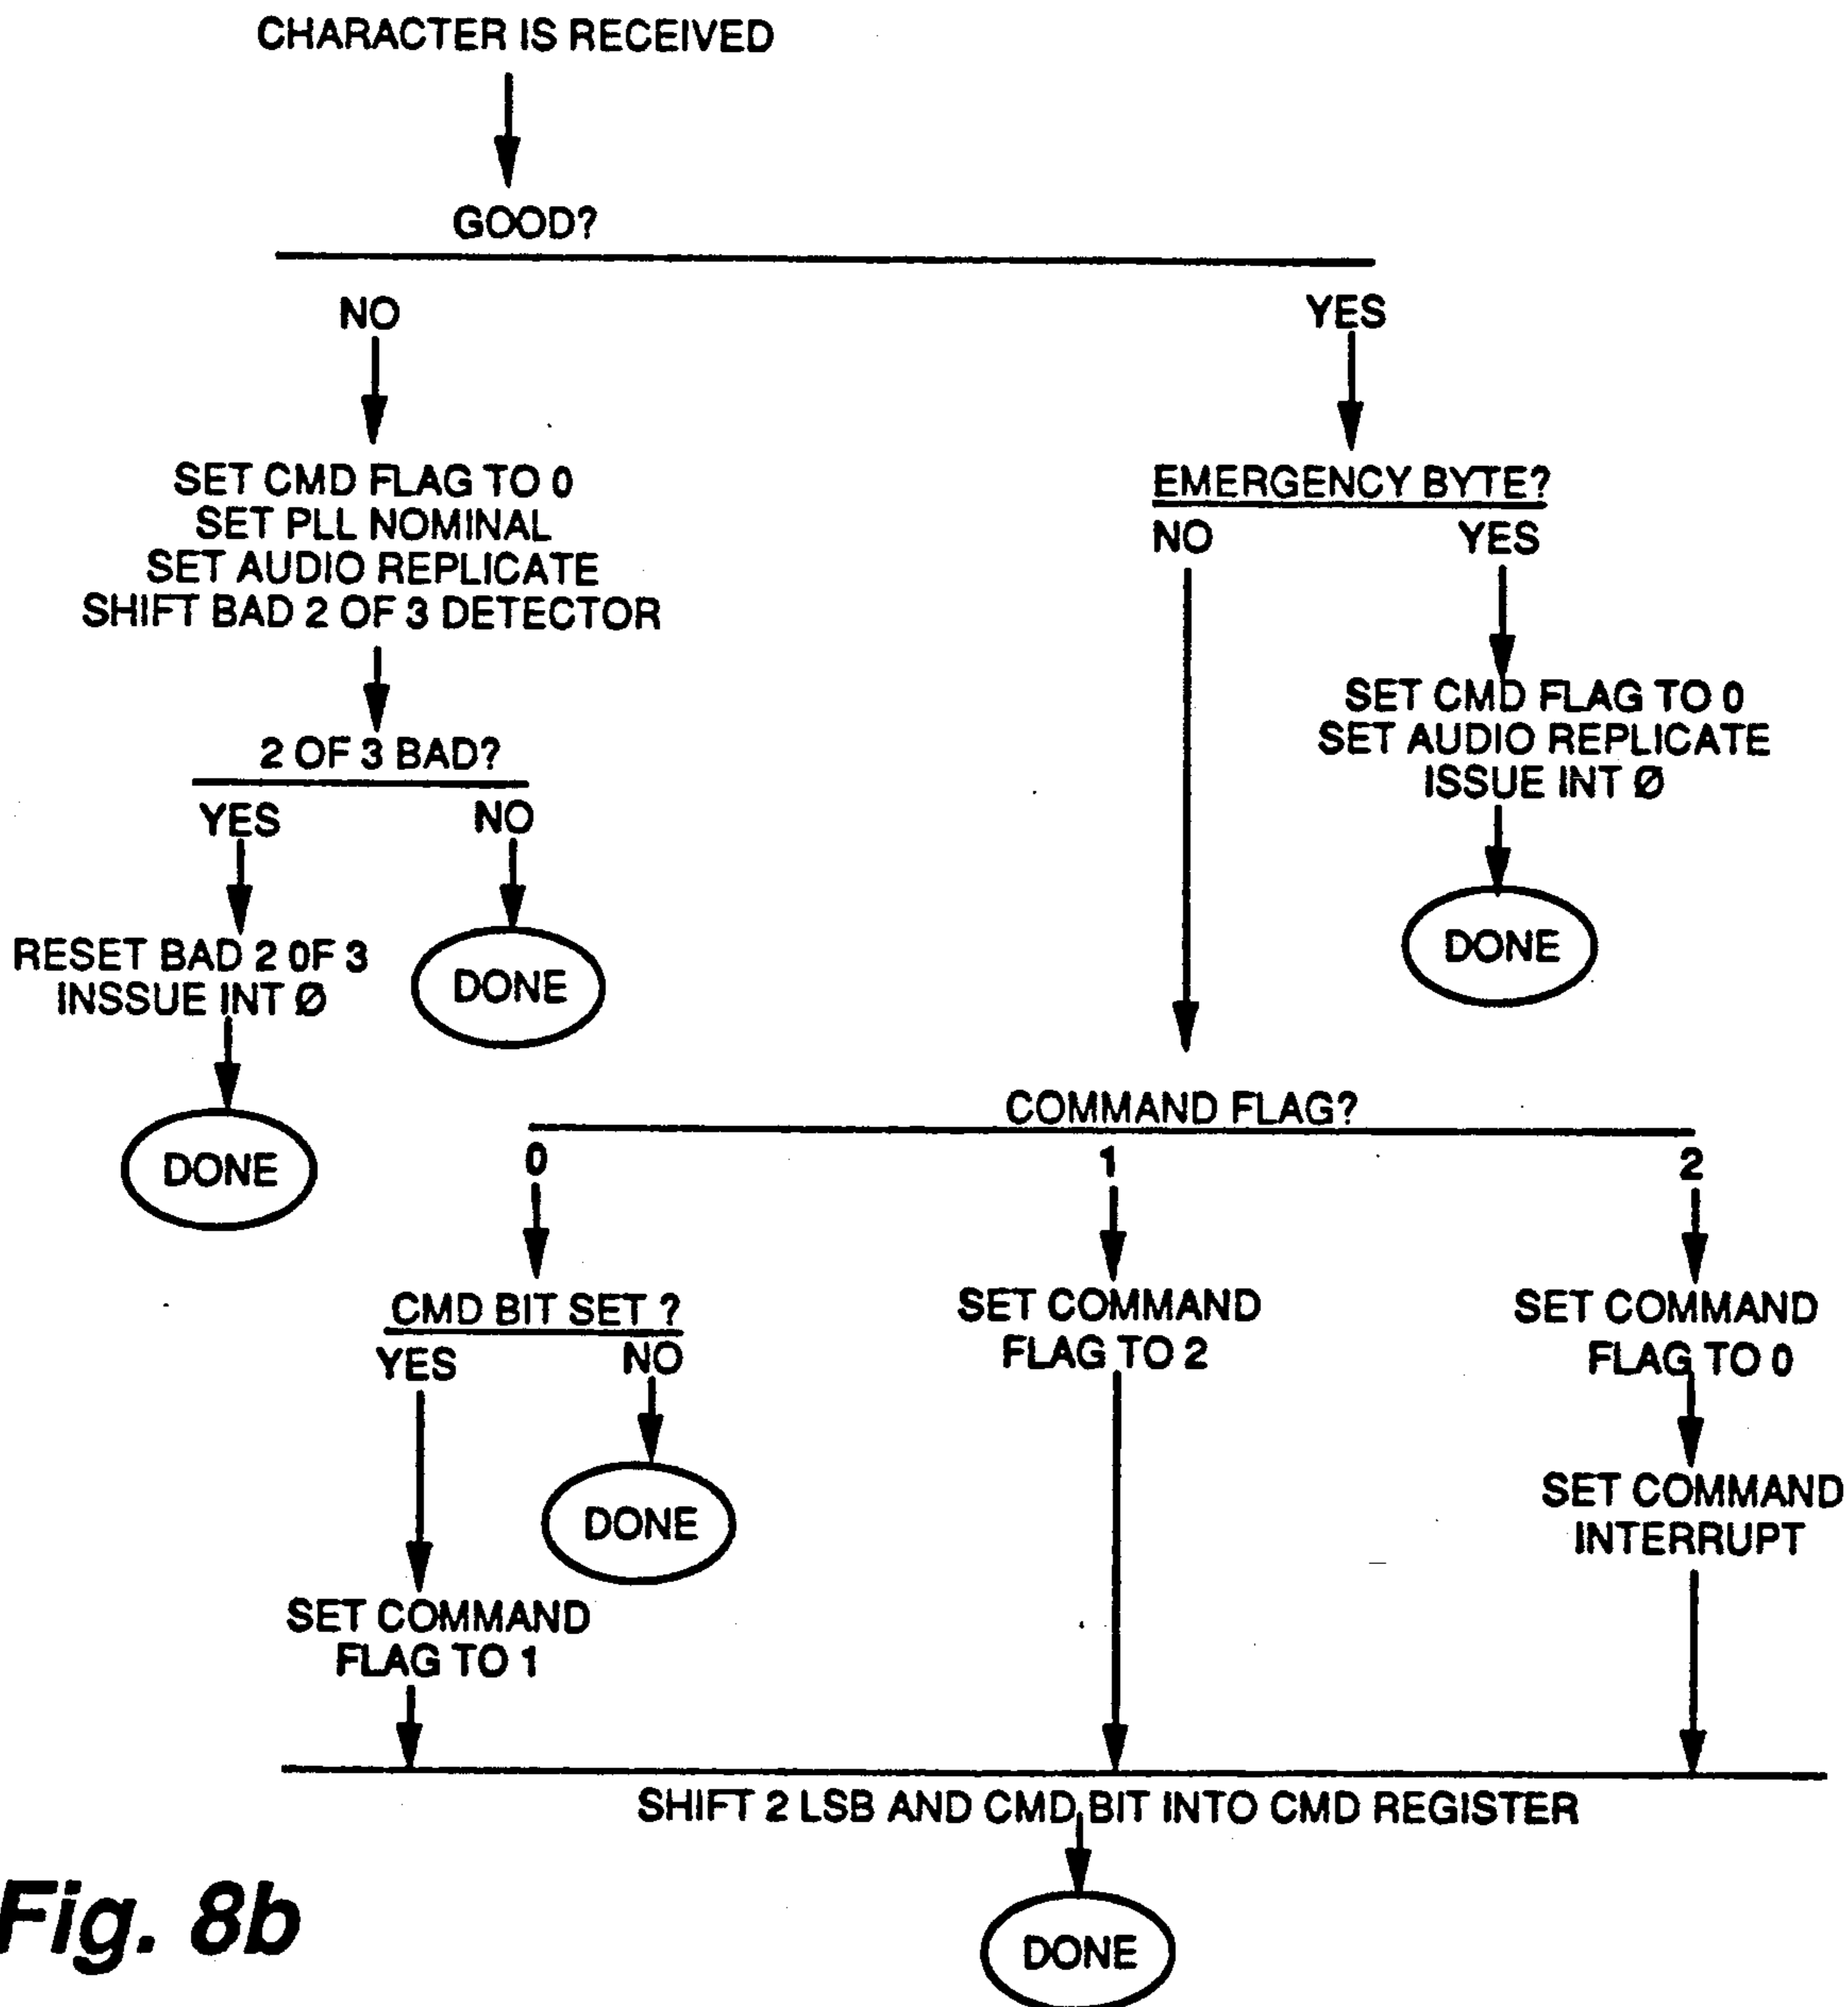 CHARACTER IS RECEIVED
GOOD?
NO
YES
SET CMD FLAG TO 0
SET PLL NOMINAL
SET AUDIO REPLICATE
SHIFT BAD 2 OF 3 DETECTOR
EMERGENCY BYTE?
NO
YES
SET CMD FLAG TO 0
SET AUDIO REPLICATE
ISSUE INT Ø
DONE
2 OF 3 BAD?
YES
NO
RESET BAD 2 OF 3
INSSUE INT Ø
DONE
DONE
COMMAND FLAG?
0
1
2
CMD BIT SET ?
YES
NO
DONE
SET COMMAND
FLAG TO 1
SET COMMAND
FLAG TO 2
SET COMMAND
FLAG TO 0
SET COMMAND
INTERRUPT
SHIFT 2 LSB AND CMD BIT INTO CMD REGISTER
DONE
Fig. 8b